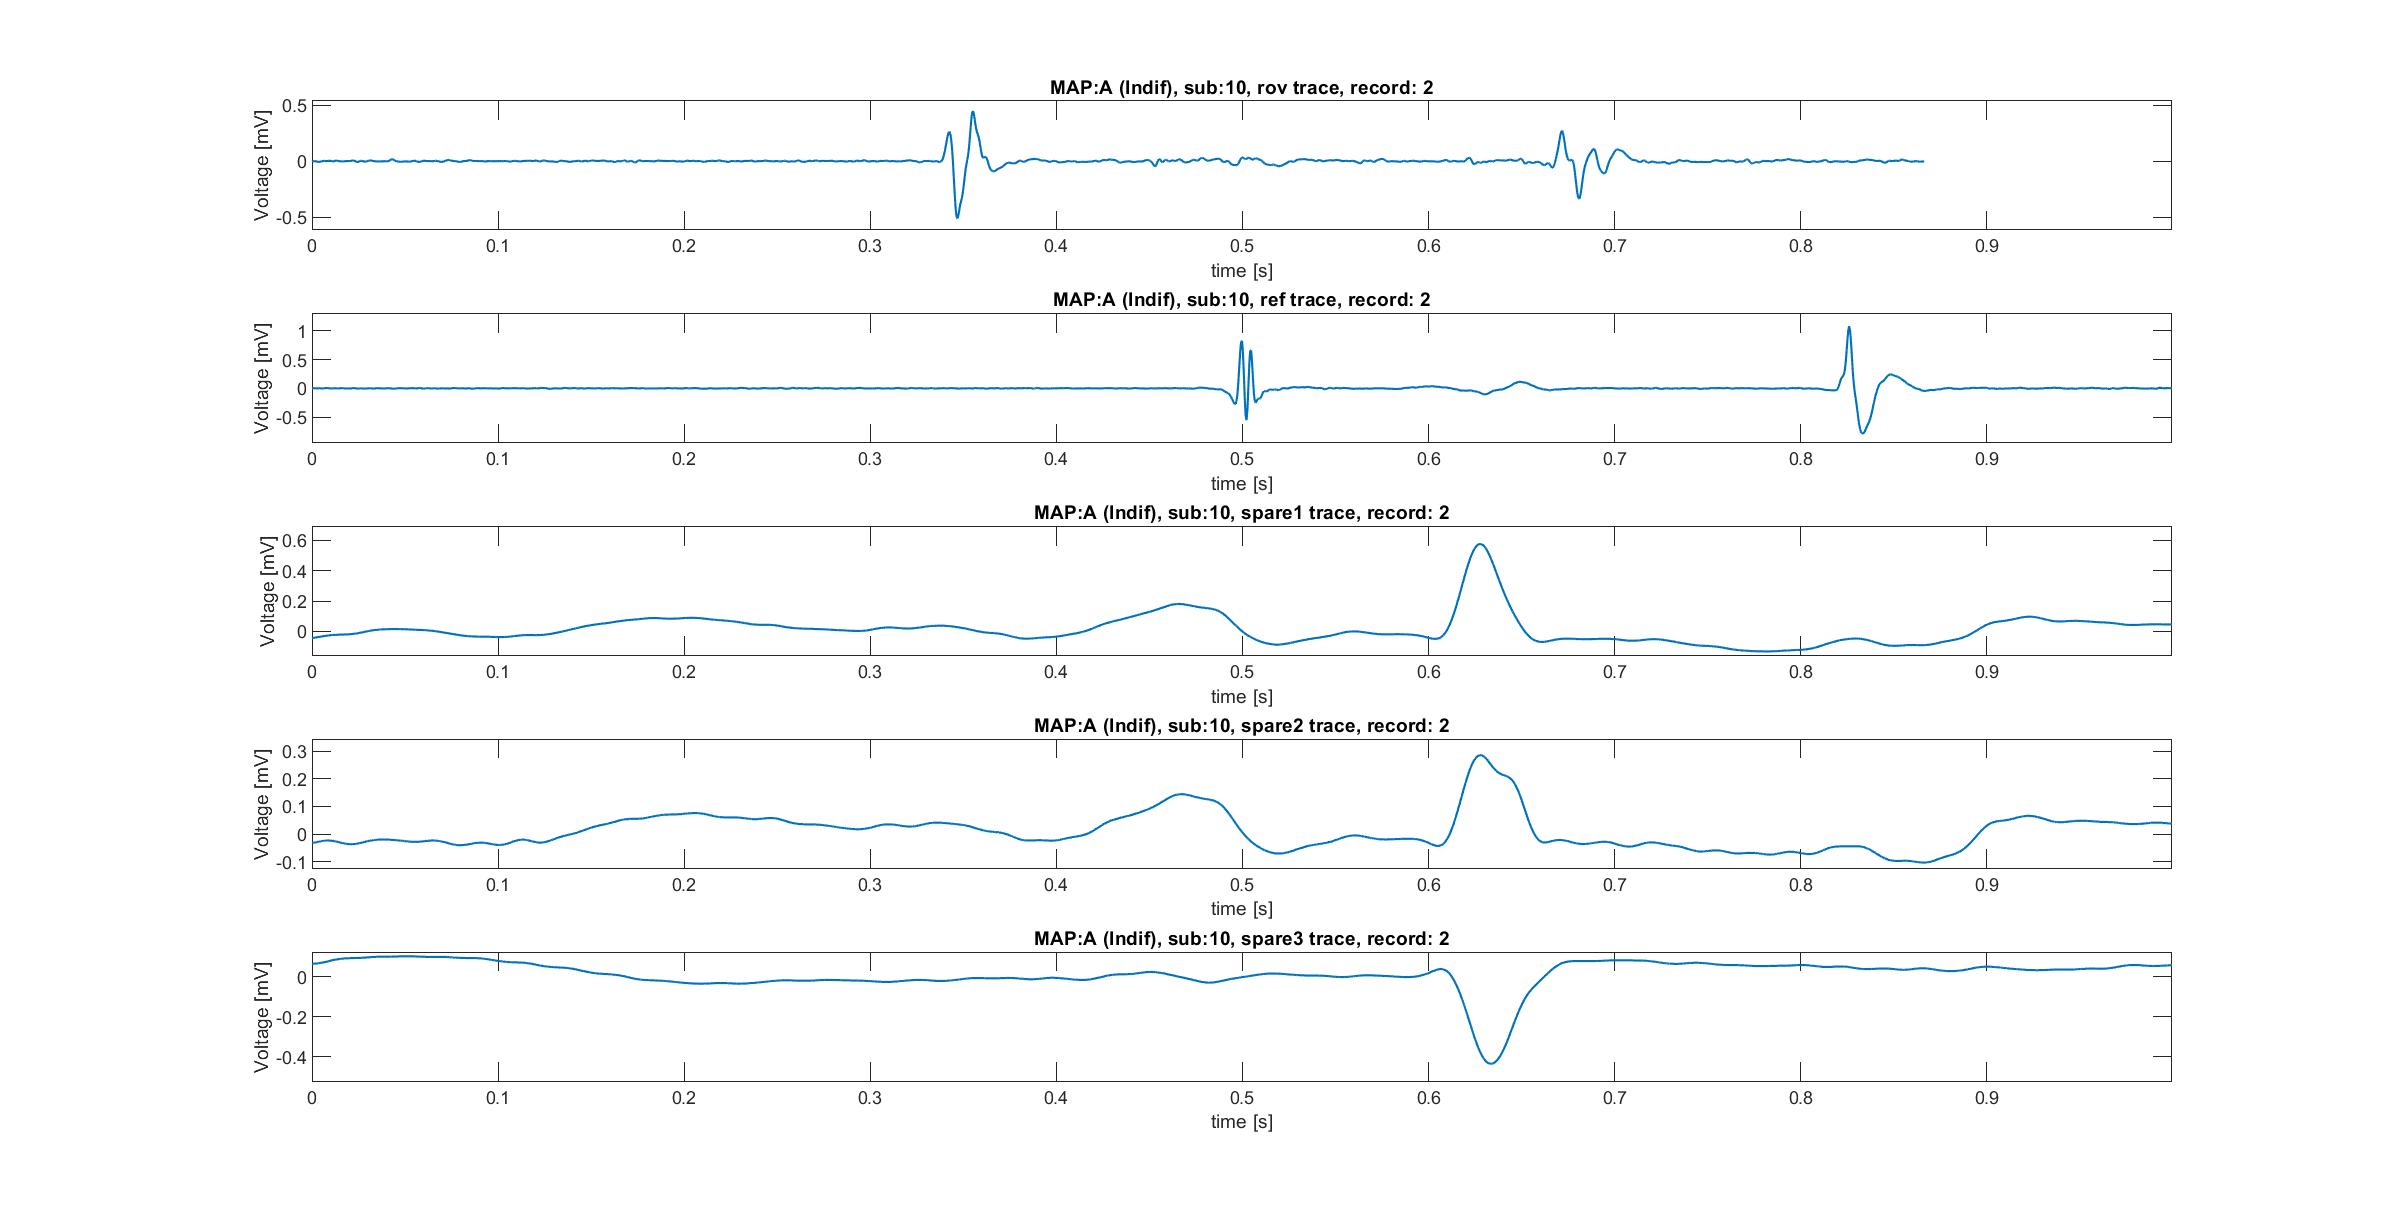 MAP:A (Indif), sub:10, rov trace, record: 2
Voltage [mV]
0.5
0
-0.5
0 0.1 0.2 0.3 0.4 0.5 0.6 0.7 0.8 0.9
time [s]
MAP:A (Indif), sub:10, ref trace, record: 2
Voltage [mV]
1
0.5
0
-0.5
0 0.1 0.2 0.3 0.4 0.5 0.6 0.7 0.8 0.9
time [s]
MAP:A (Indif), sub:10, spare1 trace, record: 2
Voltage [mV]
0.6
0.4
0.2
0
0 0.1 0.2 0.3 0.4 0.5 0.6 0.7 0.8 0.9
time [s]
MAP:A (Indif), sub:10, spare2 trace, record: 2
Voltage [mV]
0.3
0.2
0.1
0
-0.1
0 0.1 0.2 0.3 0.4 0.5 0.6 0.7 0.8 0.9
time [s]
MAP:A (Indif), sub:10, spare3 trace, record: 2
Voltage [mV]
0
-0.2
-0.4
0 0.1 0.2 0.3 0.4 0.5 0.6 0.7 0.8 0.9
time [s]